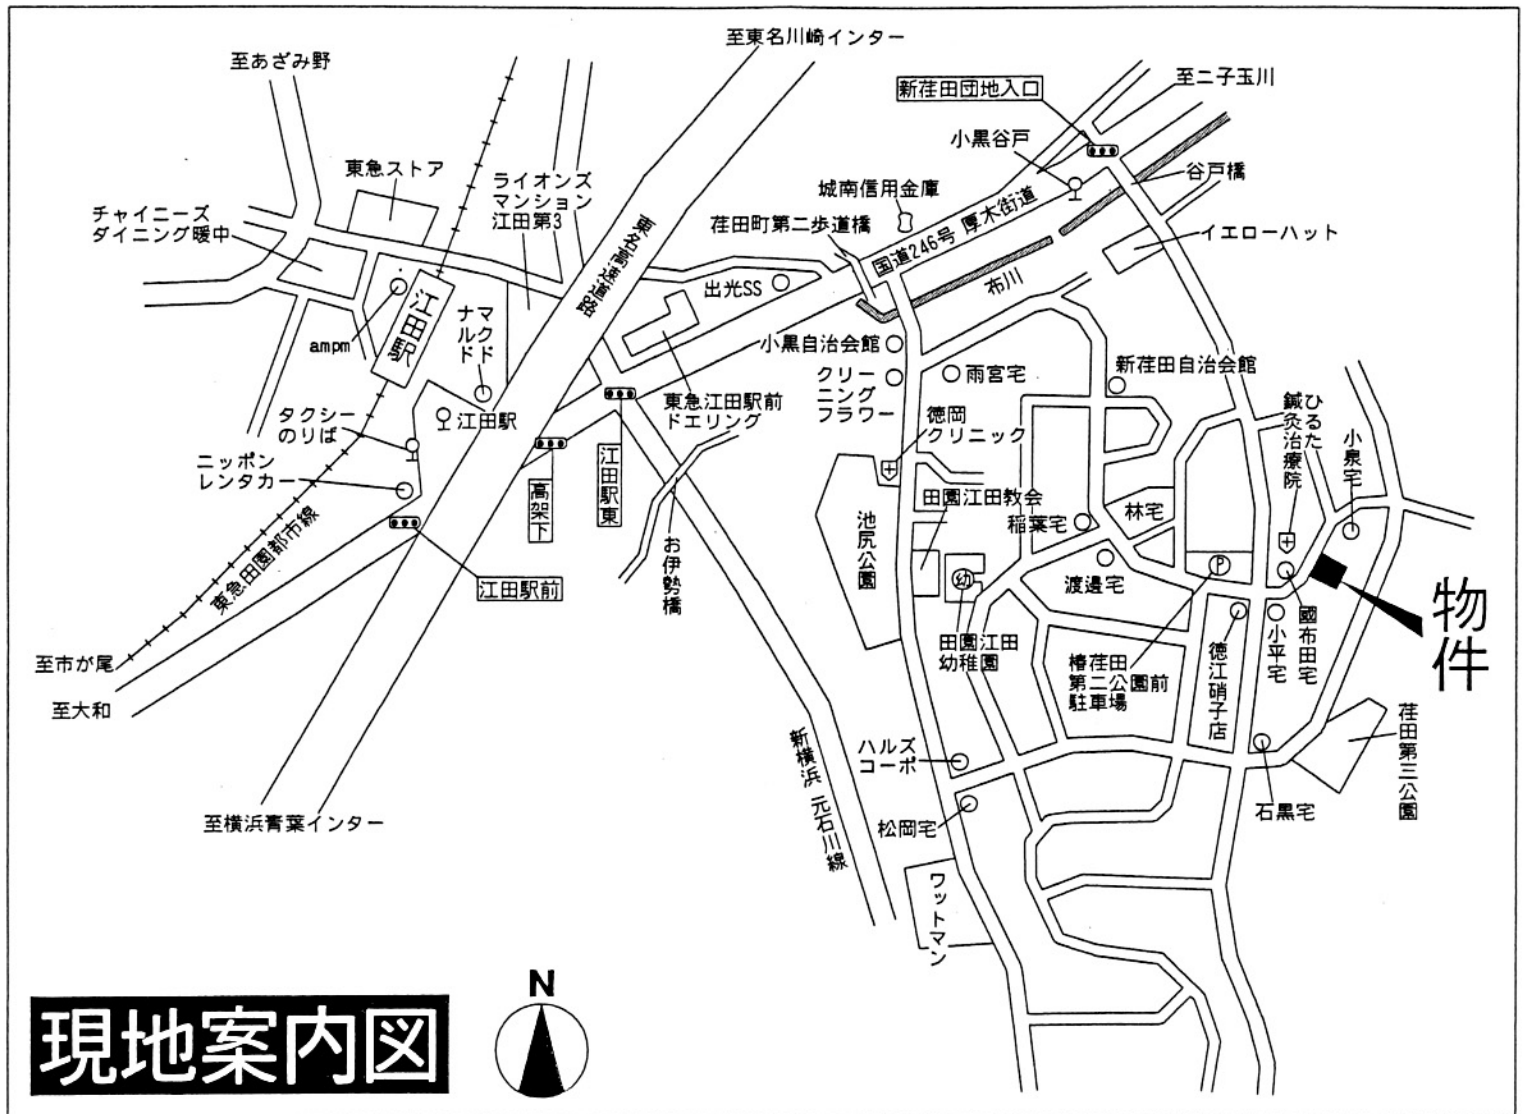 至東名川崎インター
至あざみ野
至二子玉川
新荏田団地入口
小黒谷戸
谷戸橋
東急ストア
ライオンズ
マンション
江田第3
城南信用金庫
荏田町第二歩道橋
国道246号 厚木街道
イエローハット
チャイニーズ
ダイニング暖中
東名高速道路
布川
出光SS
江田駅
マクド
ナルド
ampm
小黒自治会館
クリー
ニング
フラワー
雨宮宅
新荏田自治会館
東急江田駅前
ドエリング
徳岡
クリニック
ひるた
鍼灸治療院
小泉宅
タクシー
のりば
江田駅
ニッポン
レンタカー
高架下
江田駅東
田園江田教会
稲葉宅
林宅
池尻公園
お伊勢橋
東急田園都市線
江田駅前
幼
渡邊宅
P
物件
田園江田
幼稚園
椿荏田
第二公園前
駐車場
徳江硝子店
小平宅
國布田宅
至市が尾
至大和
荏田第三公園
新横浜 元石川線
ハルズ
コーポ
松岡宅
石黒宅
至横浜青葉インター
ワットマン
N
現地案内図